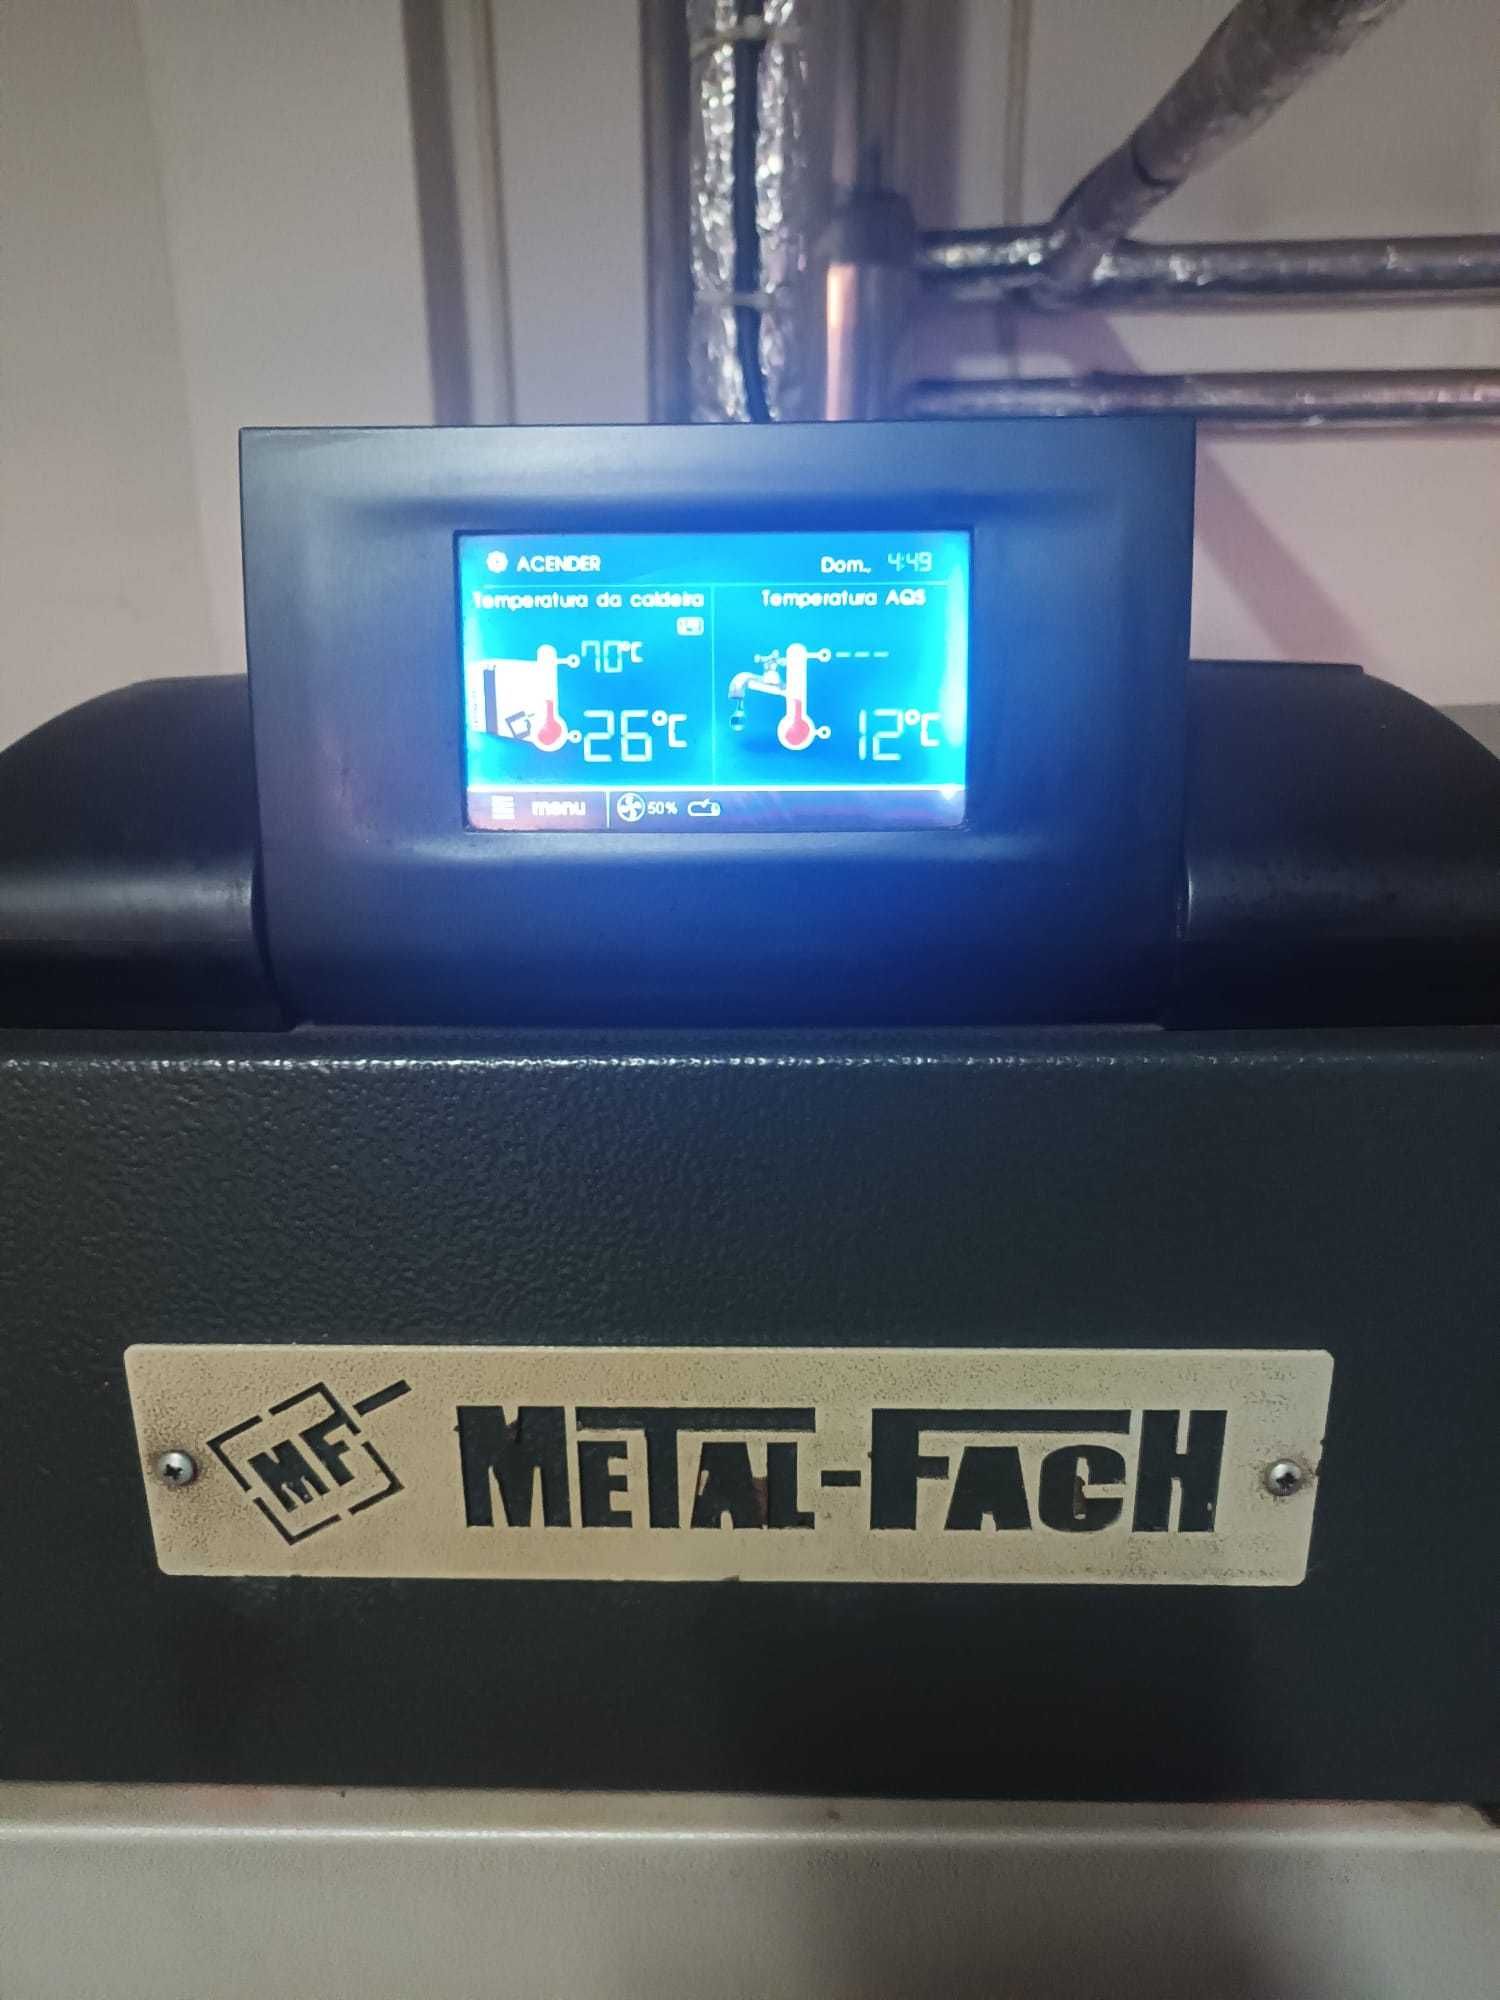 ACENDER
Dom., 4:49
Temperatura da caldeira
Temperatura AQS
70°C
---
26°C
12°C
menu
50%
MF
METAL-FACH